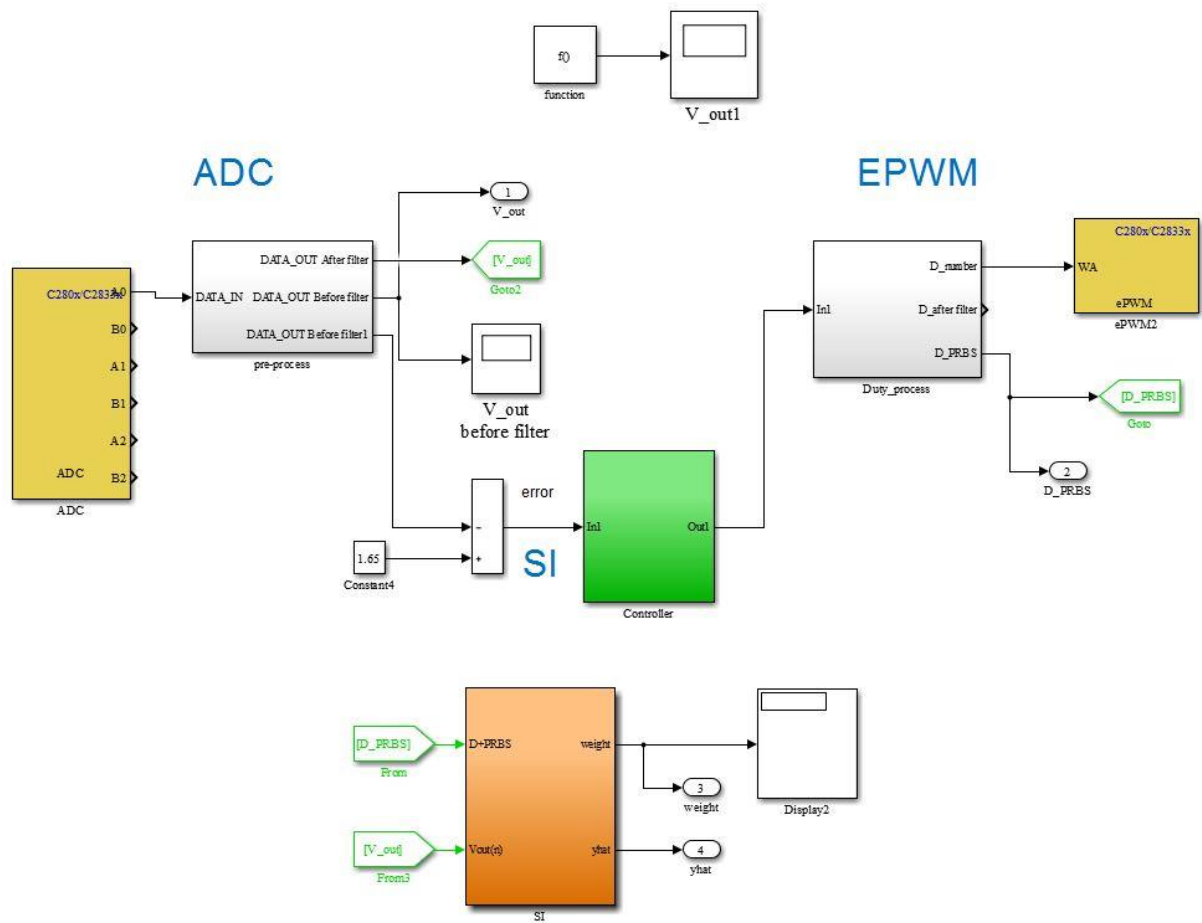 f()
function
V_out1
ADC
EPWM
1
V_out
C280x/C2833x
A0
B0
A1
B1
A2
B2
ADC
ADC
DATA_IN
DATA_OUT After filter
DATA_OUT Before filter
DATA_OUT Before filter1
pre-process
[V_out]
Goto2
V_out
before filter
In1
D_number
D_after filter
D_PRBS
Duty_process
C280x/C2833x
WA
ePWM
ePWM2
[D_PRBS]
Goto
2
D_PRBS
error
−
+
1.65
Constant4
SI
In1
Out1
Controller
[D_PRBS]
From
[V_out]
From3
D+PRBS
Vout(n)
weight
yhat
SI
3
weight
4
yhat
Display2